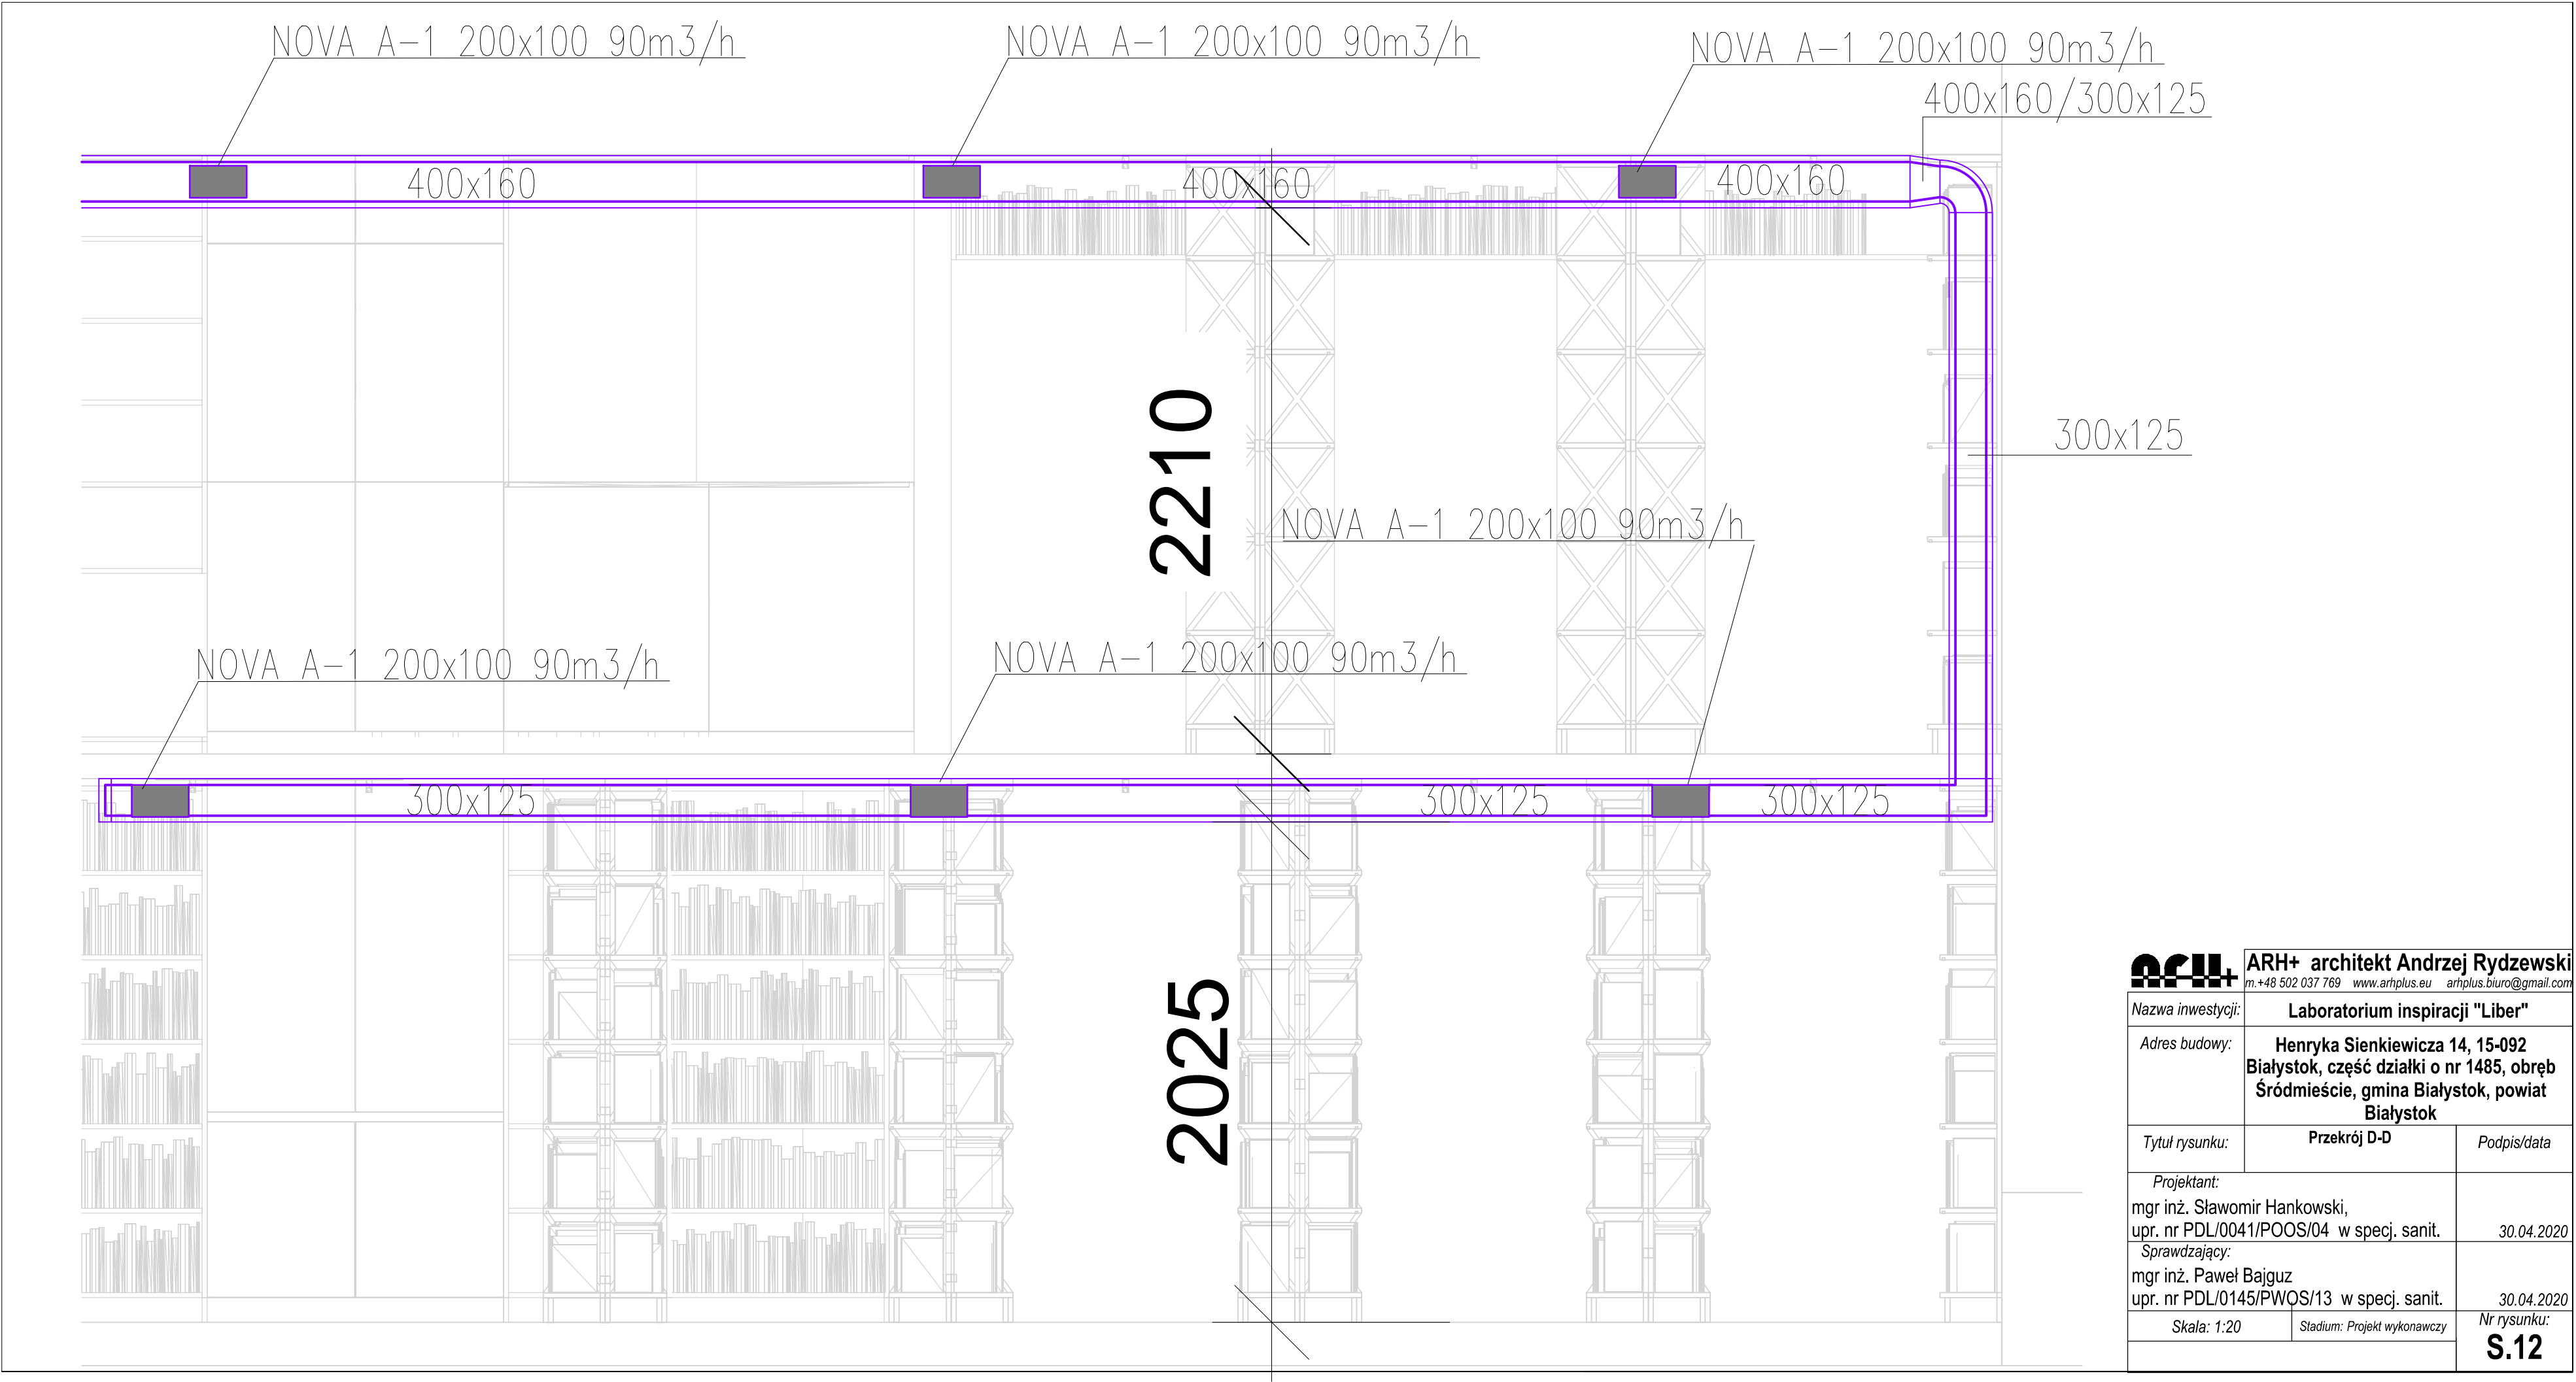 NOVA A-1 200x100 90m3/h
NOVA A-1 200x100 90m3/h
NOVA A-1 200x100 90m3/h
400x160/300x125
400x160
400x160
400x160
2210
300x125
NOVA A-1 200x100 90m3/h
NOVA A-1 200x100 90m3/h
NOVA A-1 200x100 90m3/h
300x125
300x125
300x125
2025
ARH+
ARH+ architekt Andrzej Rydzewski
m.+48 502 037 769 www.arhplus.eu arhplus.biuro@gmail.com
Nazwa inwestycji:
Laboratorium inspiracji "Liber"
Adres budowy:
Henryka Sienkiewicza 14, 15-092
Białystok, część działki o nr 1485, obręb
Śródmieście, gmina Białystok, powiat
Białystok
Tytuł rysunku:
Przekrój D-D
Podpis/data
Projektant:
mgr inż. Sławomir Hankowski,
upr. nr PDL/0041/POOS/04 w specj. sanit.
30.04.2020
Sprawdzający:
mgr inż. Paweł Bajguz
upr. nr PDL/0145/PWOS/13 w specj. sanit.
30.04.2020
Skala: 1:20
Stadium: Projekt wykonawczy
Nr rysunku:
S.12